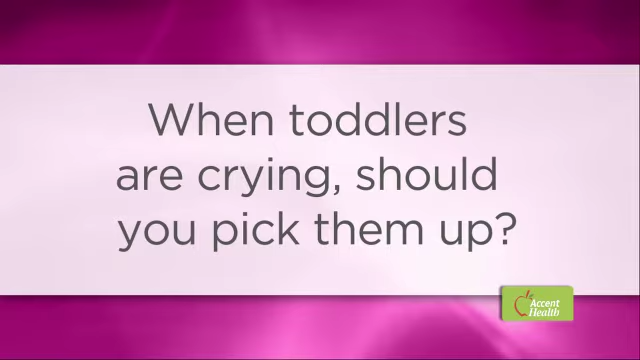 When toddlers
are crying, should
you pick them up?
Accent
Health